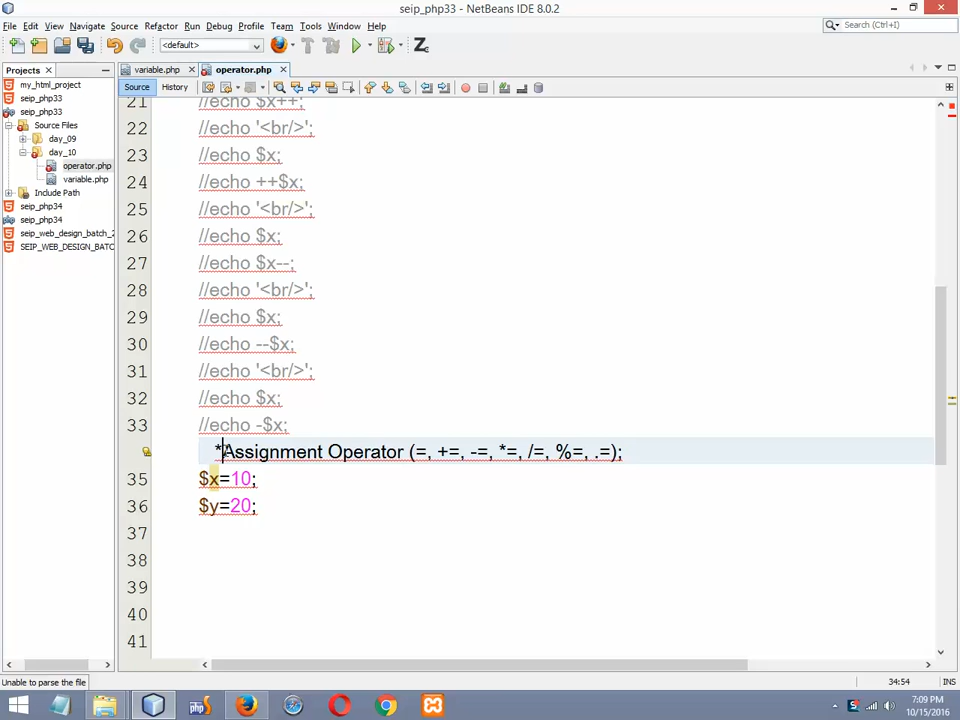 seip_php33 - NetBeans IDE 8.0.2
File Edit View Navigate Source Refactor Run Debug Profile Team Tools Window Help
Search (Ctrl+I)
<default>
Projects
variable.php operator.php
my_html_project
Source History
seip_php33
seip_php33
Source Files
day_09
day_10
operator.php
variable.php
Include Path
seip_php34
seip_php34
seip_web_design_batch_2
SEIP_WEB_DESIGN_BATC
21 //echo $x++;
22 //echo '<br/>';
23 //echo $x;
24 //echo ++$x;
25 //echo '<br/>';
26 //echo $x;
27 //echo $x--;
28 //echo '<br/>';
29 //echo $x;
30 //echo --$x;
31 //echo '<br/>';
32 //echo $x;
33 //echo -$x;
*Assignment Operator (=, +=, -=, *=, /=, %=, .=);
35 $x=10;
36 $y=20;
37
38
39
40
41
Unable to parse the file
34:54 INS
7:09 PM
10/15/2016